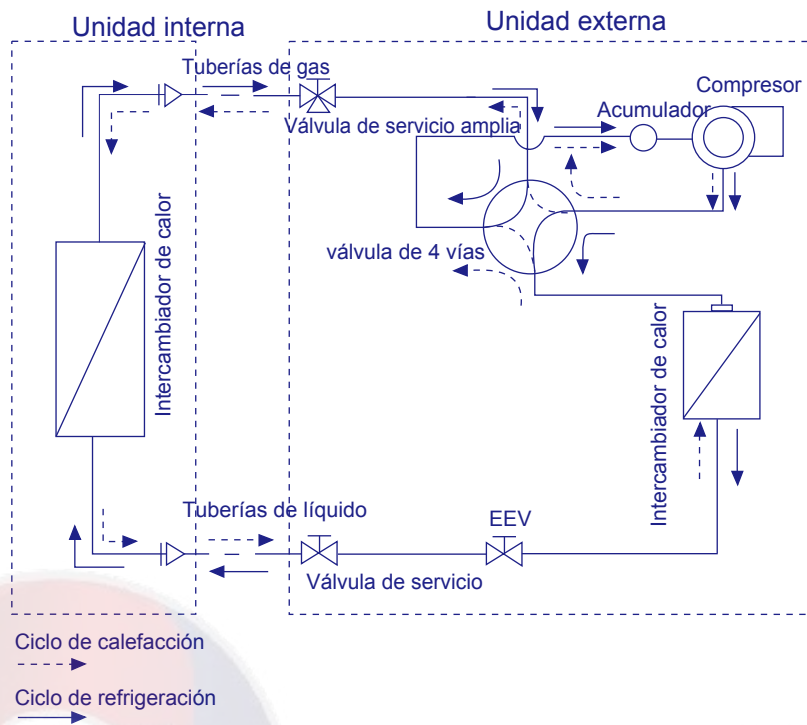 Unidad interna
Unidad externa
Tuberías de gas
Compresor
Acumulador
Válvula de servicio amplia
válvula de 4 vías
Intercambiador de calor
Intercambiador de calor
Tuberías de líquido
EEV
Válvula de servicio
Ciclo de calefacción
Ciclo de refrigeración